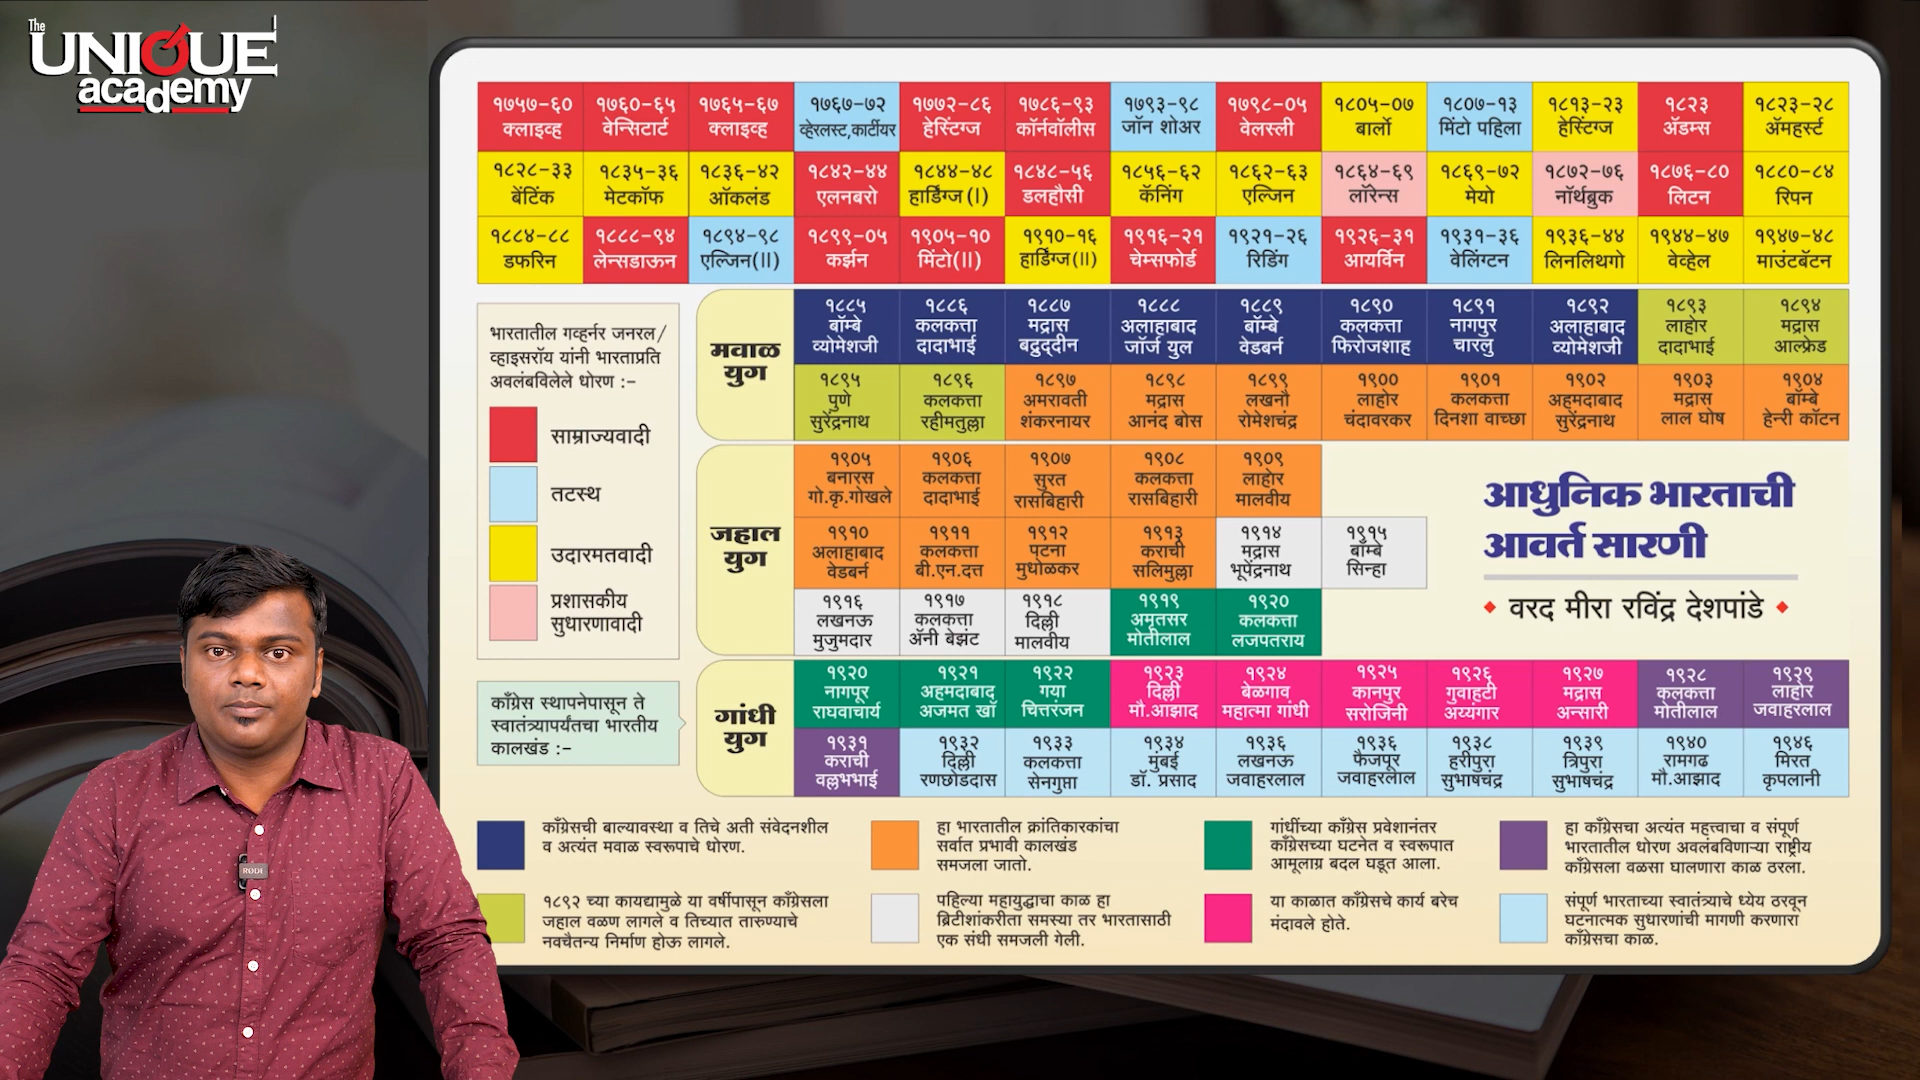 The
UNIQUE
academy
१७५७-६०
क्लाइव्ह
१७६०-६५
वेन्सिटार्ट
१७६५-६७
क्लाइव्ह
१७६७-७२
व्हेरलस्ट,कार्टीयर
१७७२-८६
हेस्टिंग्ज
१७८६-९३
कॉर्नवॉलीस
१७९३-९८
जॉन शोअर
१७९८-०५
वेलस्ली
१८०५-०७
बार्लो
१८०७-१३
मिंटो पहिला
१८१३-२३
हेस्टिंग्ज
१८२३
ॲडम्स
१८२३-२८
ॲमहर्स्ट
१८२८-३३
बेंटिंक
१८३५-३६
मेटकॉफ
१८३६-४२
ऑकलंड
१८४२-४४
एलनबरो
१८४४-४८
हार्डिंग्ज (I)
१८४८-५६
डलहौसी
१८५६-६२
कॅनिंग
१८६२-६३
एल्जिन
१८६४-६९
लॉरेन्स
१८६९-७२
मेयो
१८७२-७६
नॉर्थब्रुक
१८७६-८०
लिटन
१८८०-८४
रिपन
१८८४-८८
डफरिन
१८८८-९४
लेन्सडाऊन
१८९४-९८
एल्जिन(II)
१८९९-०५
कर्झन
१९०५-१०
मिंटो(II)
१९१०-१६
हार्डिंग्ज(II)
१९१६-२१
चेम्सफोर्ड
१९२१-२६
रिडिंग
१९२६-३१
आयर्विन
१९३१-३६
वेलिंग्टन
१९३६-४४
लिनलिथगो
१९४४-४७
वेव्हेल
१९४७-४८
माउंटबॅटन
भारतातील गव्हर्नर जनरल/
व्हाइसरॉय यांनी भारताप्रति
अवलंबविलेले धोरण :-
साम्राज्यवादी
तटस्थ
उदारमतवादी
प्रशासकीय
सुधारणावादी
मवाळ
युग
१८८५
बॉम्बे
व्योमेशजी
१८८६
कलकत्ता
दादाभाई
१८८७
मद्रास
बद्रुद्दीन
१८८८
अलाहाबाद
जॉर्ज युल
१८८९
बॉम्बे
वेडबर्न
१८९०
कलकत्ता
फिरोजशाह
१८९१
नागपुर
चारलु
१८९२
अलाहाबाद
व्योमेशजी
१८९३
लाहोर
दादाभाई
१८९४
मद्रास
आल्फ्रेड
१८९५
पुणे
सुरेंद्रनाथ
१८९६
कलकत्ता
रहीमतुल्ला
१८९७
अमरावती
शंकरनायर
१८९८
मद्रास
आनंद बोस
१८९९
लखनौ
रोमेशचंद्र
१९००
लाहोर
चंदावरकर
१९०१
कलकत्ता
दिनशा वाच्छा
१९०२
अहमदाबाद
सुरेंद्रनाथ
१९०३
मद्रास
लाल घोष
१९०४
बॉम्बे
हेन्री कॉटन
जहाल
युग
१९०५
बनारस
गो.कृ.गोखले
१९०६
कलकत्ता
दादाभाई
१९०७
सुरत
रासबिहारी
१९०८
कलकत्ता
रासबिहारी
१९०९
लाहोर
मालवीय
१९१०
अलाहाबाद
वेडबर्न
१९११
कलकत्ता
बी.एन.दत्त
१९१२
पटना
मुधोळकर
१९१३
कराची
सलिमुल्ला
१९१४
मद्रास
भूपेंद्रनाथ
१९१५
बॉम्बे
सिन्हा
१९१६
लखनऊ
मुजुमदार
१९१७
कलकत्ता
ॲनी बेझंट
१९१८
दिल्ली
मालवीय
१९१९
अमृतसर
मोतीलाल
१९२०
कलकत्ता
लजपतराय
आधुनिक भारताची
आवर्त सारणी
वरद मीरा रविंद्र देशपांडे
काँग्रेस स्थापनेपासून ते
स्वातंत्र्यापर्यंतचा भारतीय
कालखंड :-
गांधी
युग
१९२०
नागपूर
राघवाचार्य
१९२१
अहमदाबाद
अजमत खाँ
१९२२
गया
चित्तरंजन
१९२३
दिल्ली
मौ.आझाद
१९२४
बेळगाव
महात्मा गांधी
१९२५
कानपुर
सरोजिनी
१९२६
गुवाहटी
अय्यंगार
१९२७
मद्रास
अन्सारी
१९२८
कलकत्ता
मोतीलाल
१९२९
लाहोर
जवाहरलाल
१९३१
कराची
वल्लभभाई
१९३२
दिल्ली
रणछोडदास
१९३३
कलकत्ता
सेनगुप्ता
१९३४
मुंबई
डॉ. प्रसाद
१९३६
लखनऊ
जवाहरलाल
१९३६
फैजपूर
जवाहरलाल
१९३८
हरीपुरा
सुभाषचंद्र
१९३९
त्रिपुरा
सुभाषचंद्र
१९४०
रामगढ
मौ.आझाद
१९४६
मिरत
कृपलानी
काँग्रेसची बाल्यावस्था व तिचे अती संवेदनशील
व अत्यंत मवाळ स्वरूपाचे धोरण.
हा भारतातील क्रांतिकारकांचा
सर्वात प्रभावी कालखंड
समजला जातो.
गांधींच्या काँग्रेस प्रवेशानंतर
काँग्रेसच्या घटनेत व स्वरूपात
आमूलाग्र बदल घडून आला.
हा काँग्रेसचा अत्यंत महत्त्वाचा व संपूर्ण
भारतातील धोरण अवलंबविणाऱ्या राष्ट्रीय
काँग्रेसला वळसा घालणारा काळ ठरला.
१८९२ च्या कायद्यामुळे या वर्षीपासून काँग्रेसला
जहाल वळण लागले व तिच्यात तारुण्याचे
नवचैतन्य निर्माण होऊ लागले.
पहिल्या महायुद्धाचा काळ हा
ब्रिटीशांकरीता समस्या तर भारतासाठी
एक संधी समजली गेली.
या काळात काँग्रेसचे कार्य बरेच
मंदावले होते.
संपूर्ण भारताच्या स्वातंत्र्याचे ध्येय ठरवून
घटनात्मक सुधारणांची मागणी करणारा
काँग्रेसचा काळ.
RODE